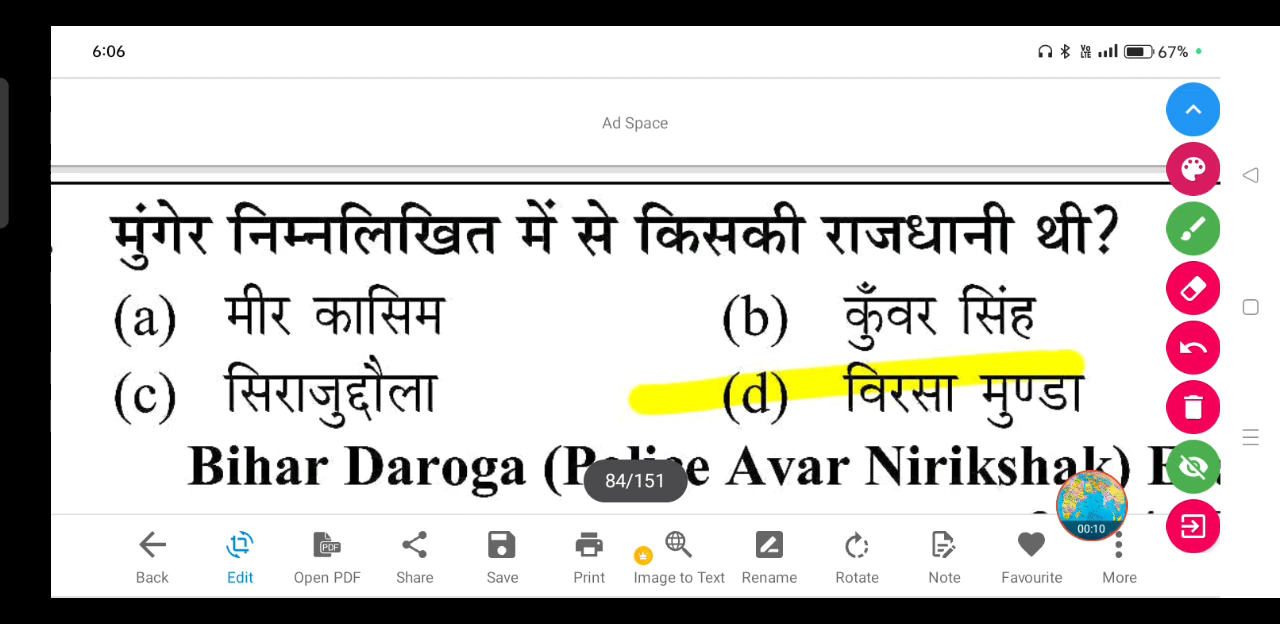 6:06 67%
Ad Space
मुंगेर निम्नलिखित में से किसकी राजधानी थी?
(a) मीर कासिम (b) कुँवर सिंह
(c) सिराजुद्दौला (d) विरसा मुण्डा
Bihar Daroga (Police Avar Nirikshak)
84/151
00:10
Back Edit Open PDF Share Save Print Image to Text Rename Rotate Note Favourite More